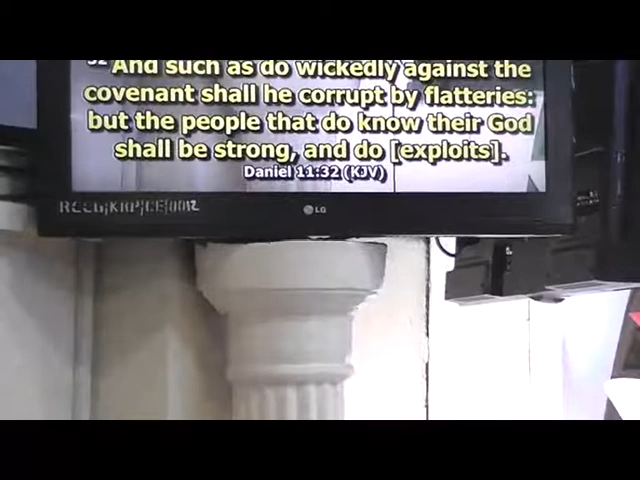 32 And such as do wickedly against the
covenant shall he corrupt by flatteries:
but the people that do know their God
shall be strong, and do [exploits].
Daniel 11:32 (KJV)
LG